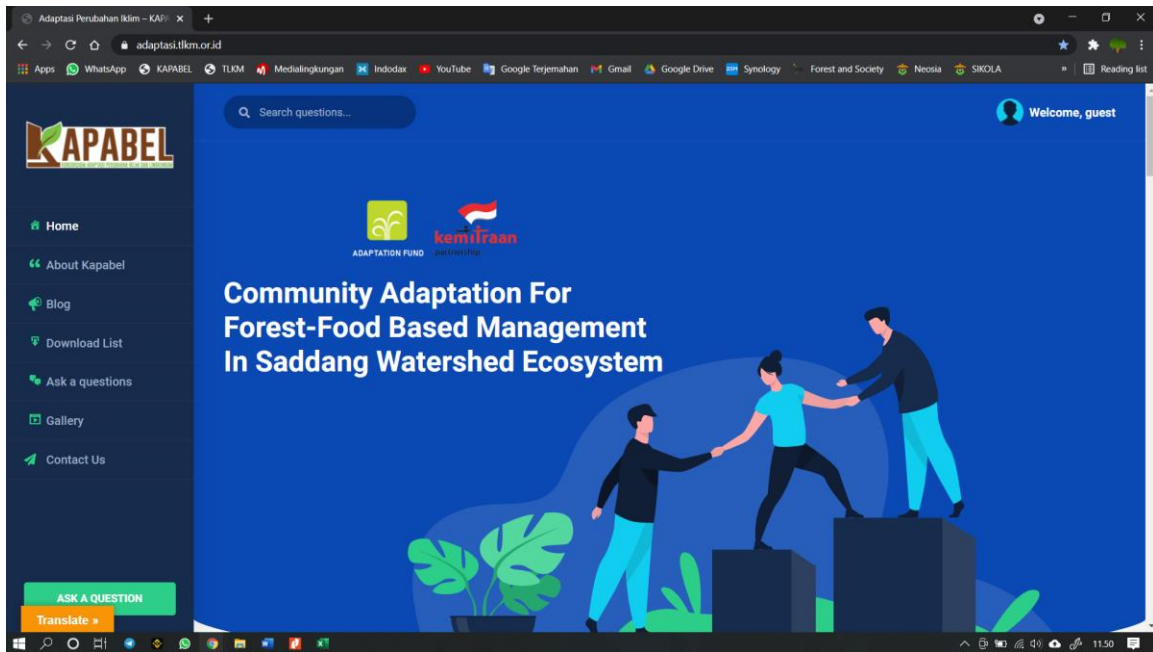 Adaptasi Perubahan Iklim – KAPA
adaptasi.tlkm.or.id
Apps WhatsApp KAPABEL TLKM Medialingkungan Indodax YouTube Google Terjemahan Gmail Google Drive Synology Forest and Society Neosia SIKOLA » Reading list
KAPABEL
Search questions...
Welcome, guest
Home
About Kapabel
Blog
Download List
Ask a questions
Gallery
Contact Us
ASK A QUESTION
Translate »
ADAPTATION FUND
kemitraan
partnership
Community Adaptation For
Forest-Food Based Management
In Saddang Watershed Ecosystem
11.50